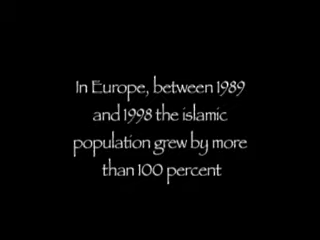 In Europe, between 1989
and 1998 the islamic
population grew by more
than 100 percent